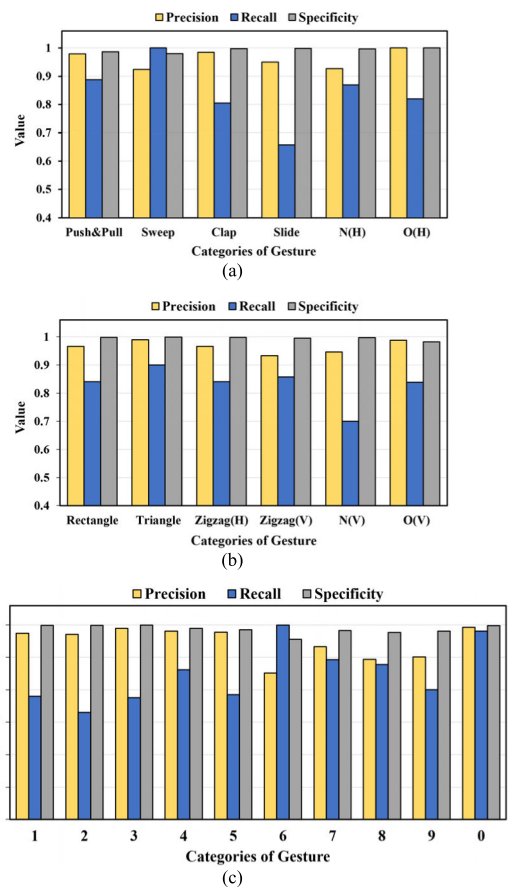 Precision Recall Specificity
1
0.9
0.8
0.7
0.6
0.5
0.4
Value
Push&Pull Sweep Clap Slide N(H) O(H)
Categories of Gesture
(a)
Precision Recall Specificity
1
0.9
0.8
0.7
0.6
0.5
0.4
Value
Rectangle Triangle Zigzag(H) Zigzag(V) N(V) O(V)
Categories of Gesture
(b)
Precision Recall Specificity
1 2 3 4 5 6 7 8 9 0
Categories of Gesture
(c)